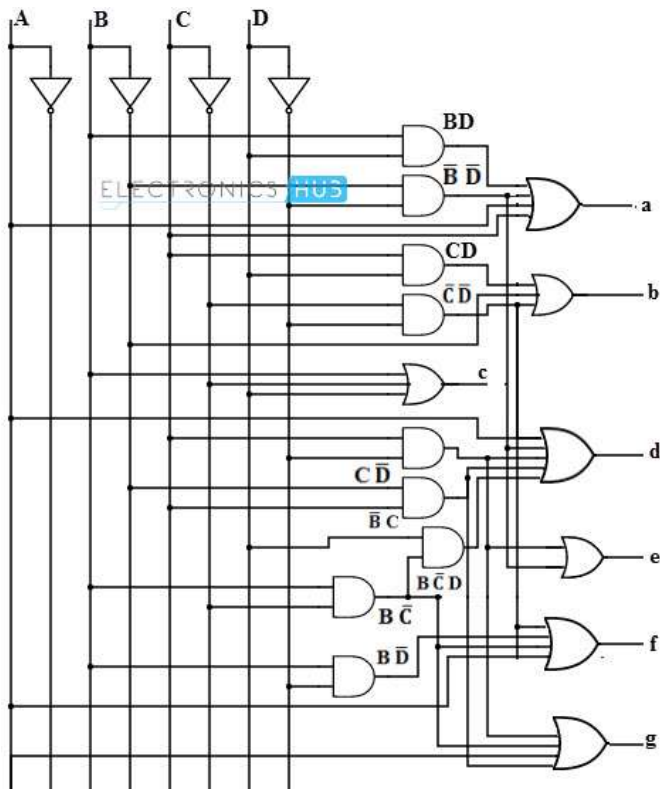 A B C D
BD
ELECTRONICS HUB
B̅ D̅
a
CD
C̅ D̅
b
c
d
C D̅
B̅ C
e
B C̅ D
B C̅
f
B D̅
g